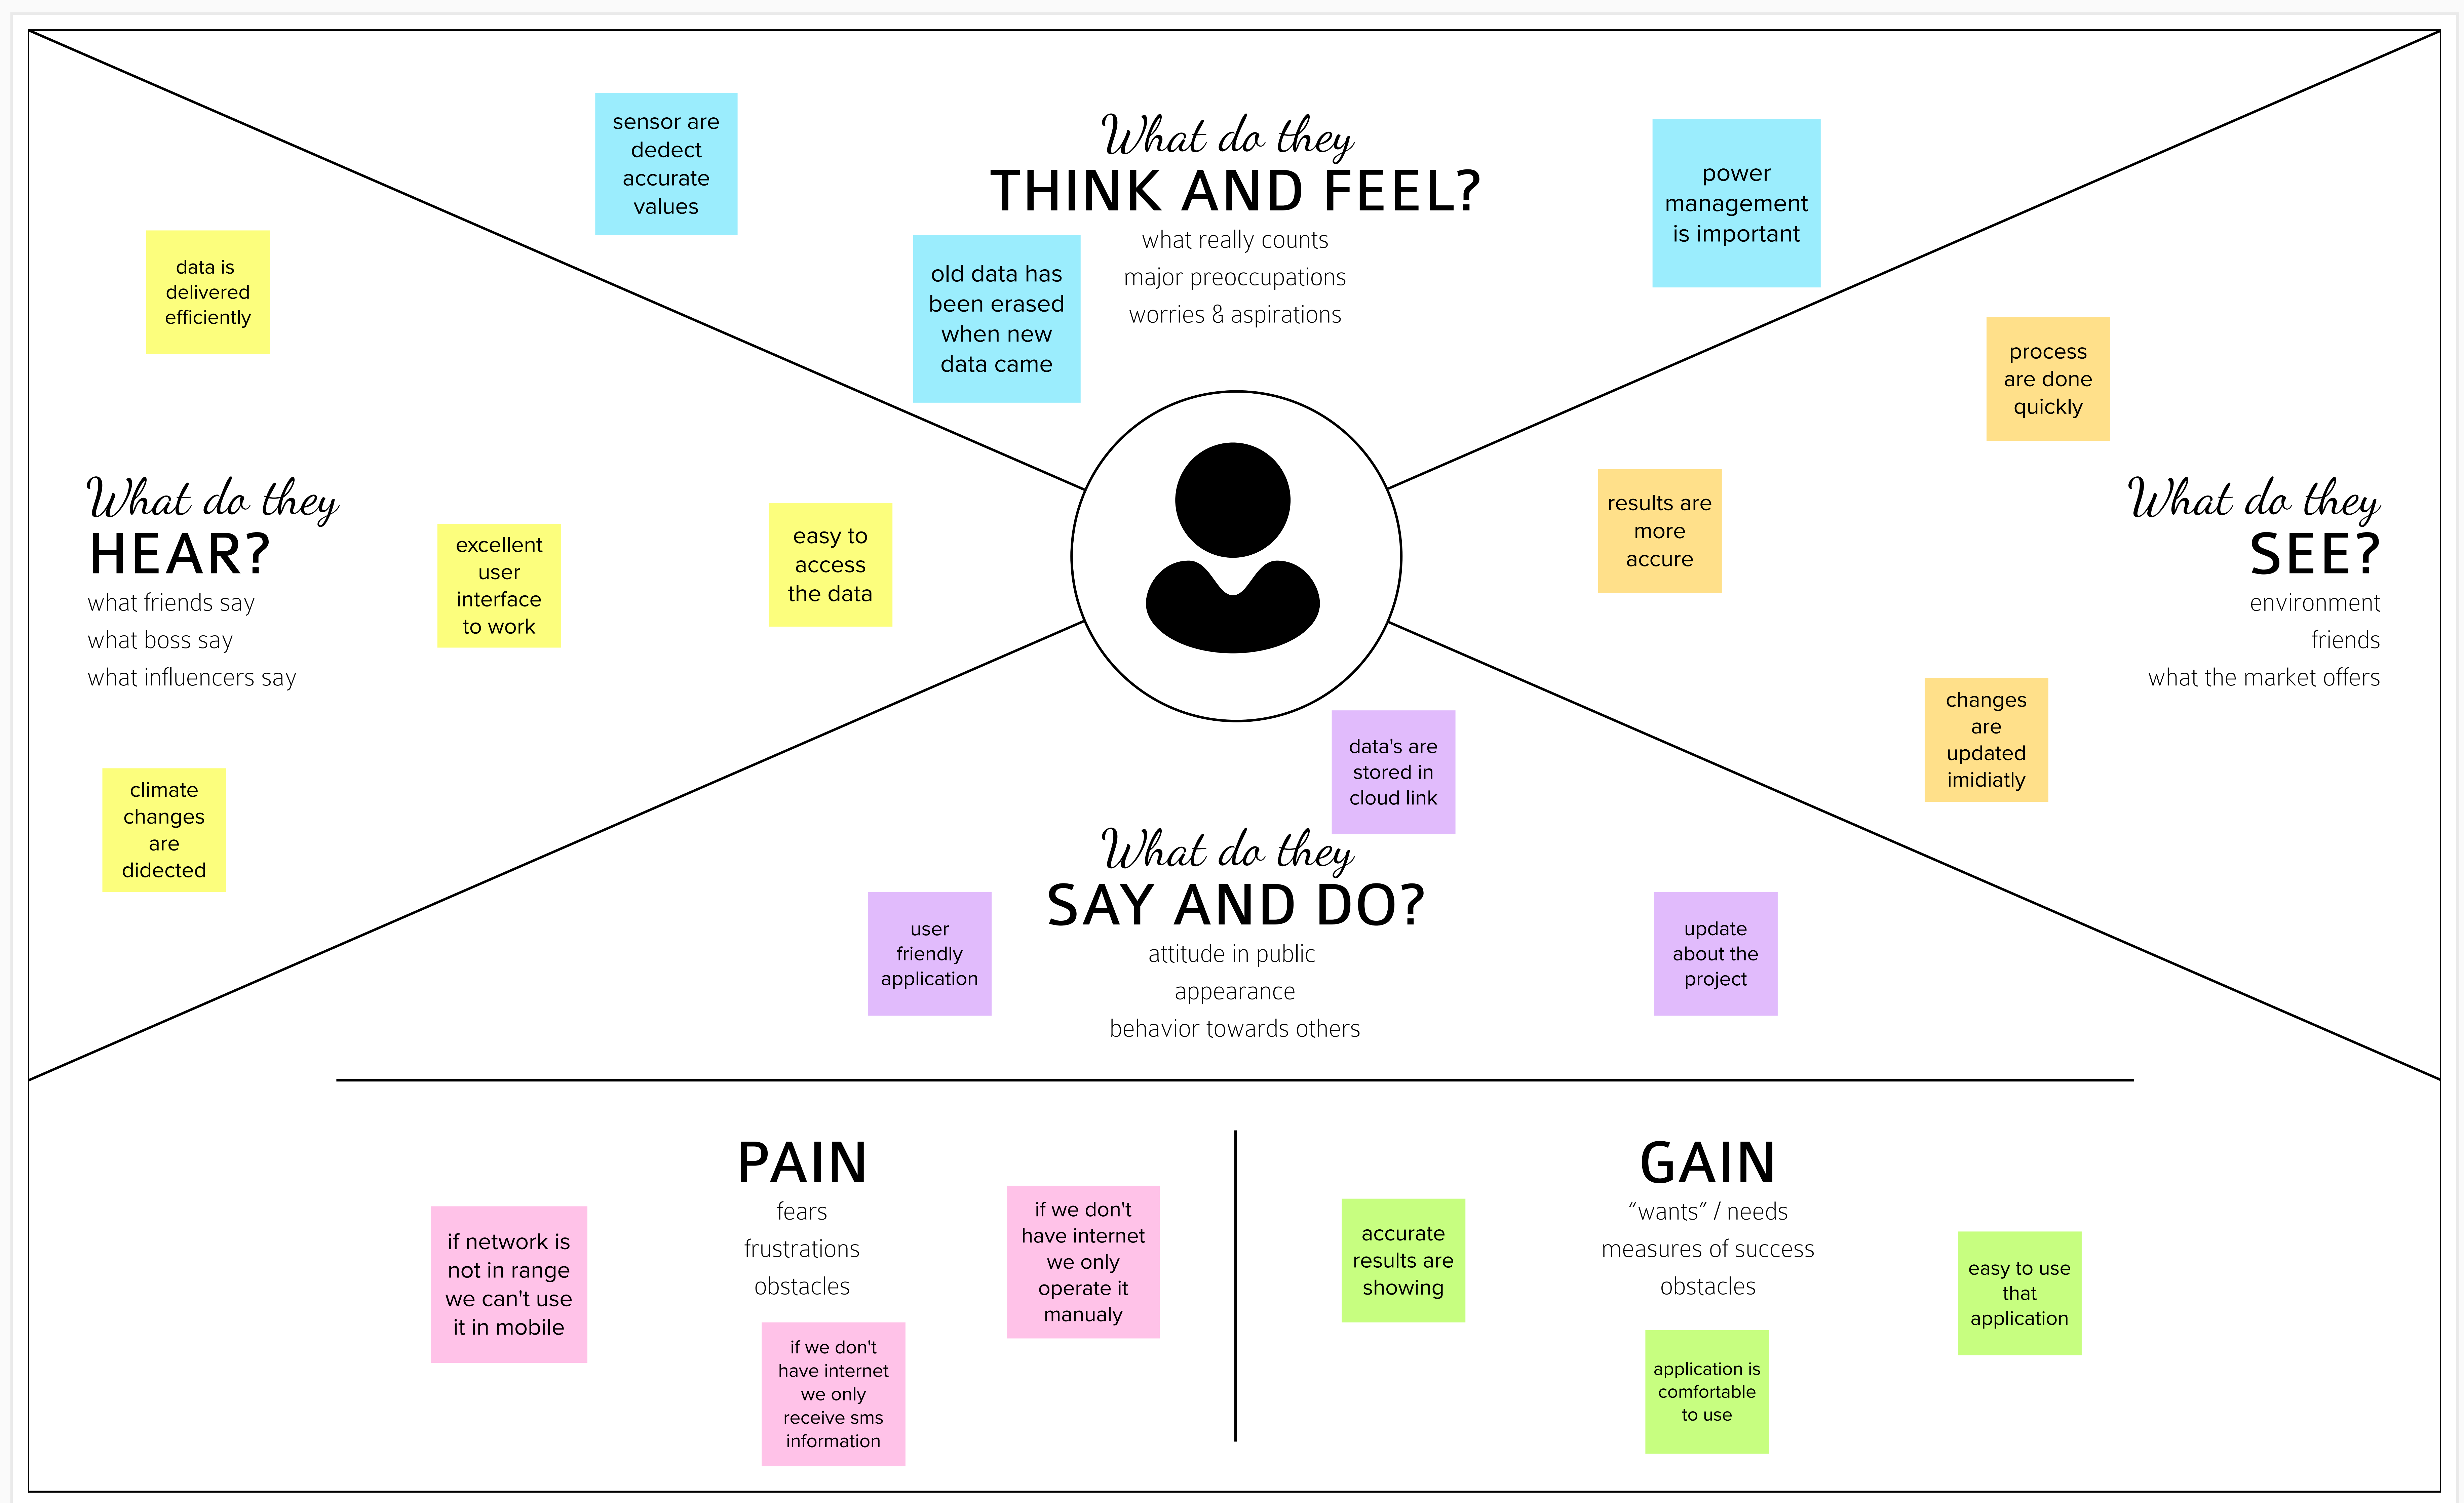 What do they
THINK AND FEEL?
what really counts
major preoccupations
worries & aspirations
sensor are
dedect
accurate
values
old data has
been erased
when new
data came
power
management
is important
What do they
HEAR?
what friends say
what boss say
what influencers say
data is
delivered
efficiently
excellent
user
interface
to work
easy to
access
the data
climate
changes
are
didected
What do they
SEE?
environment
friends
what the market offers
process
are done
quickly
results are
more
accure
changes
are
updated
imidiatly
What do they
SAY AND DO?
attitude in public
appearance
behavior towards others
data's are
stored in
cloud link
user
friendly
application
update
about the
project
PAIN
fears
frustrations
obstacles
if network is
not in range
we can't use
it in mobile
if we don't
have internet
we only
receive sms
information
if we don't
have internet
we only
operate it
manualy
GAIN
“wants” / needs
measures of success
obstacles
accurate
results are
showing
application is
comfortable
to use
easy to use
that
application